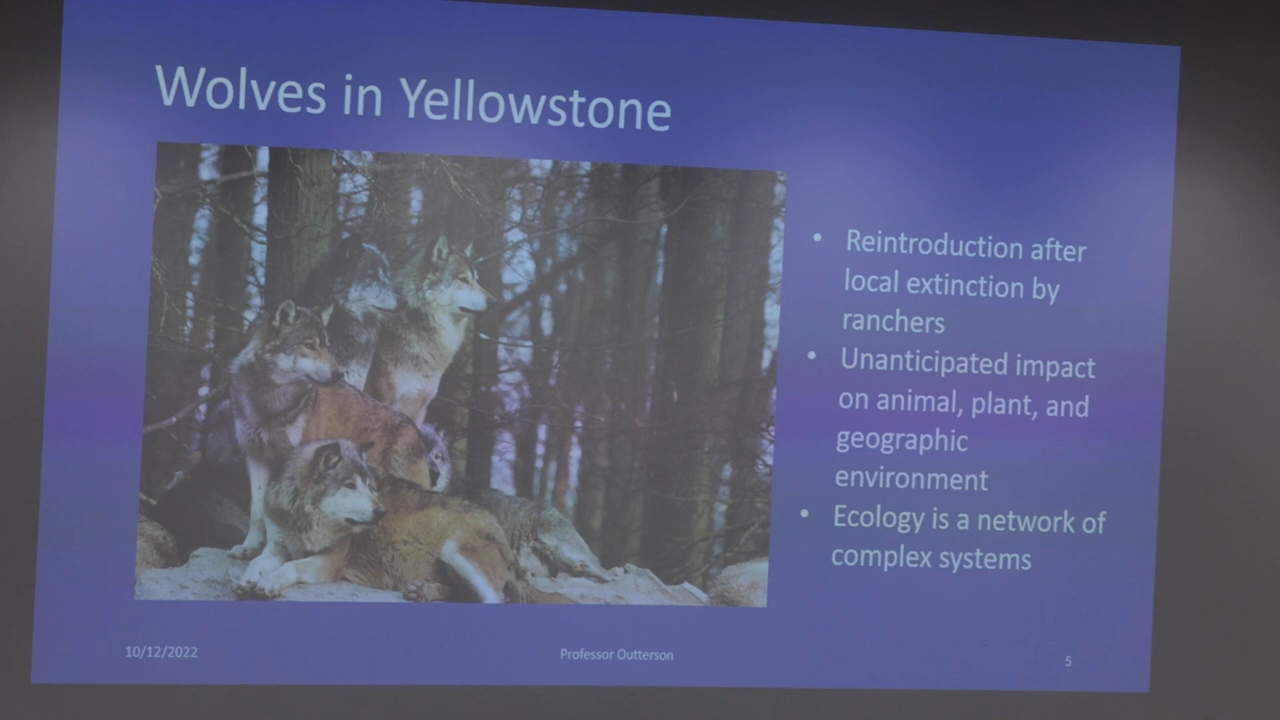 Wolves in Yellowstone
• Reintroduction after
local extinction by
ranchers
• Unanticipated impact
on animal, plant, and
geographic
environment
• Ecology is a network of
complex systems
10/12/2022
Professor Outterson
5